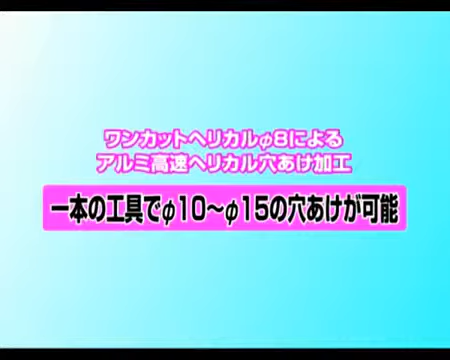 ワンカットヘリカルφ8による
アルミ高速ヘリカル穴あけ加工
一本の工具でφ10～φ15の穴あけが可能